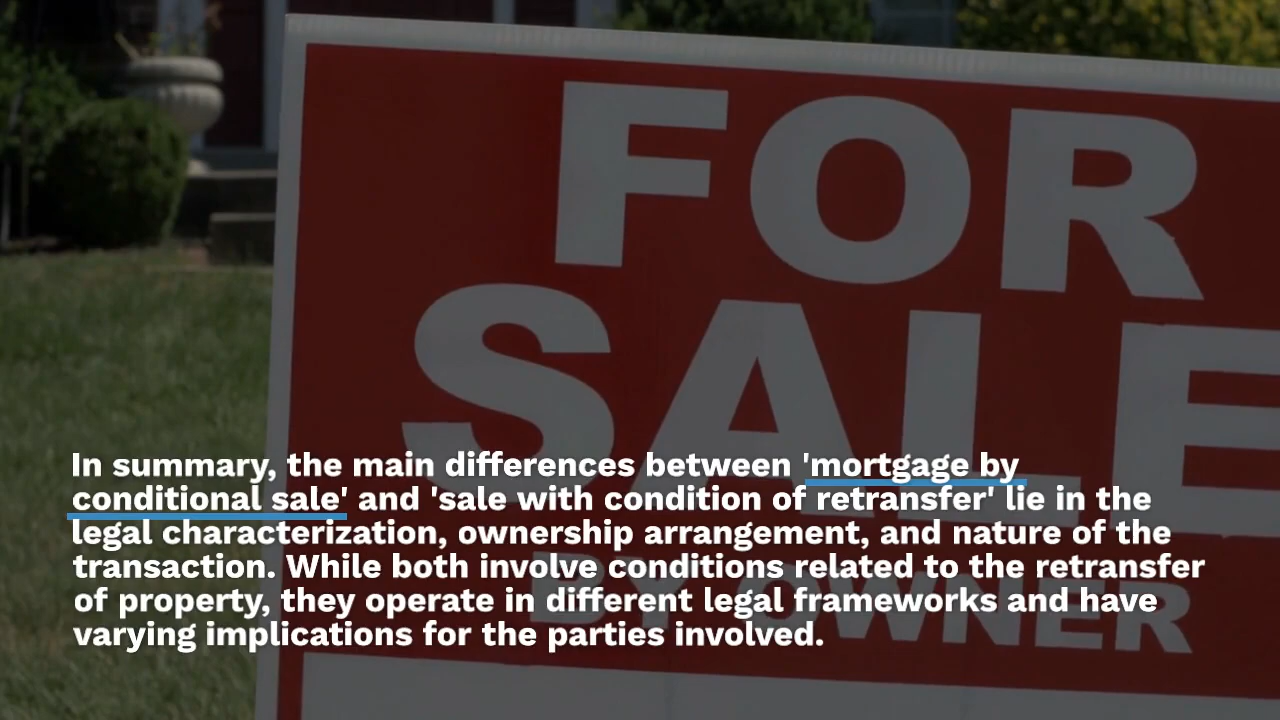 FOR
SALE
BY OWNER
In summary, the main differences between 'mortgage by
conditional sale' and 'sale with condition of retransfer' lie in the
legal characterization, ownership arrangement, and nature of the
transaction. While both involve conditions related to the retransfer
of property, they operate in different legal frameworks and have
varying implications for the parties involved.